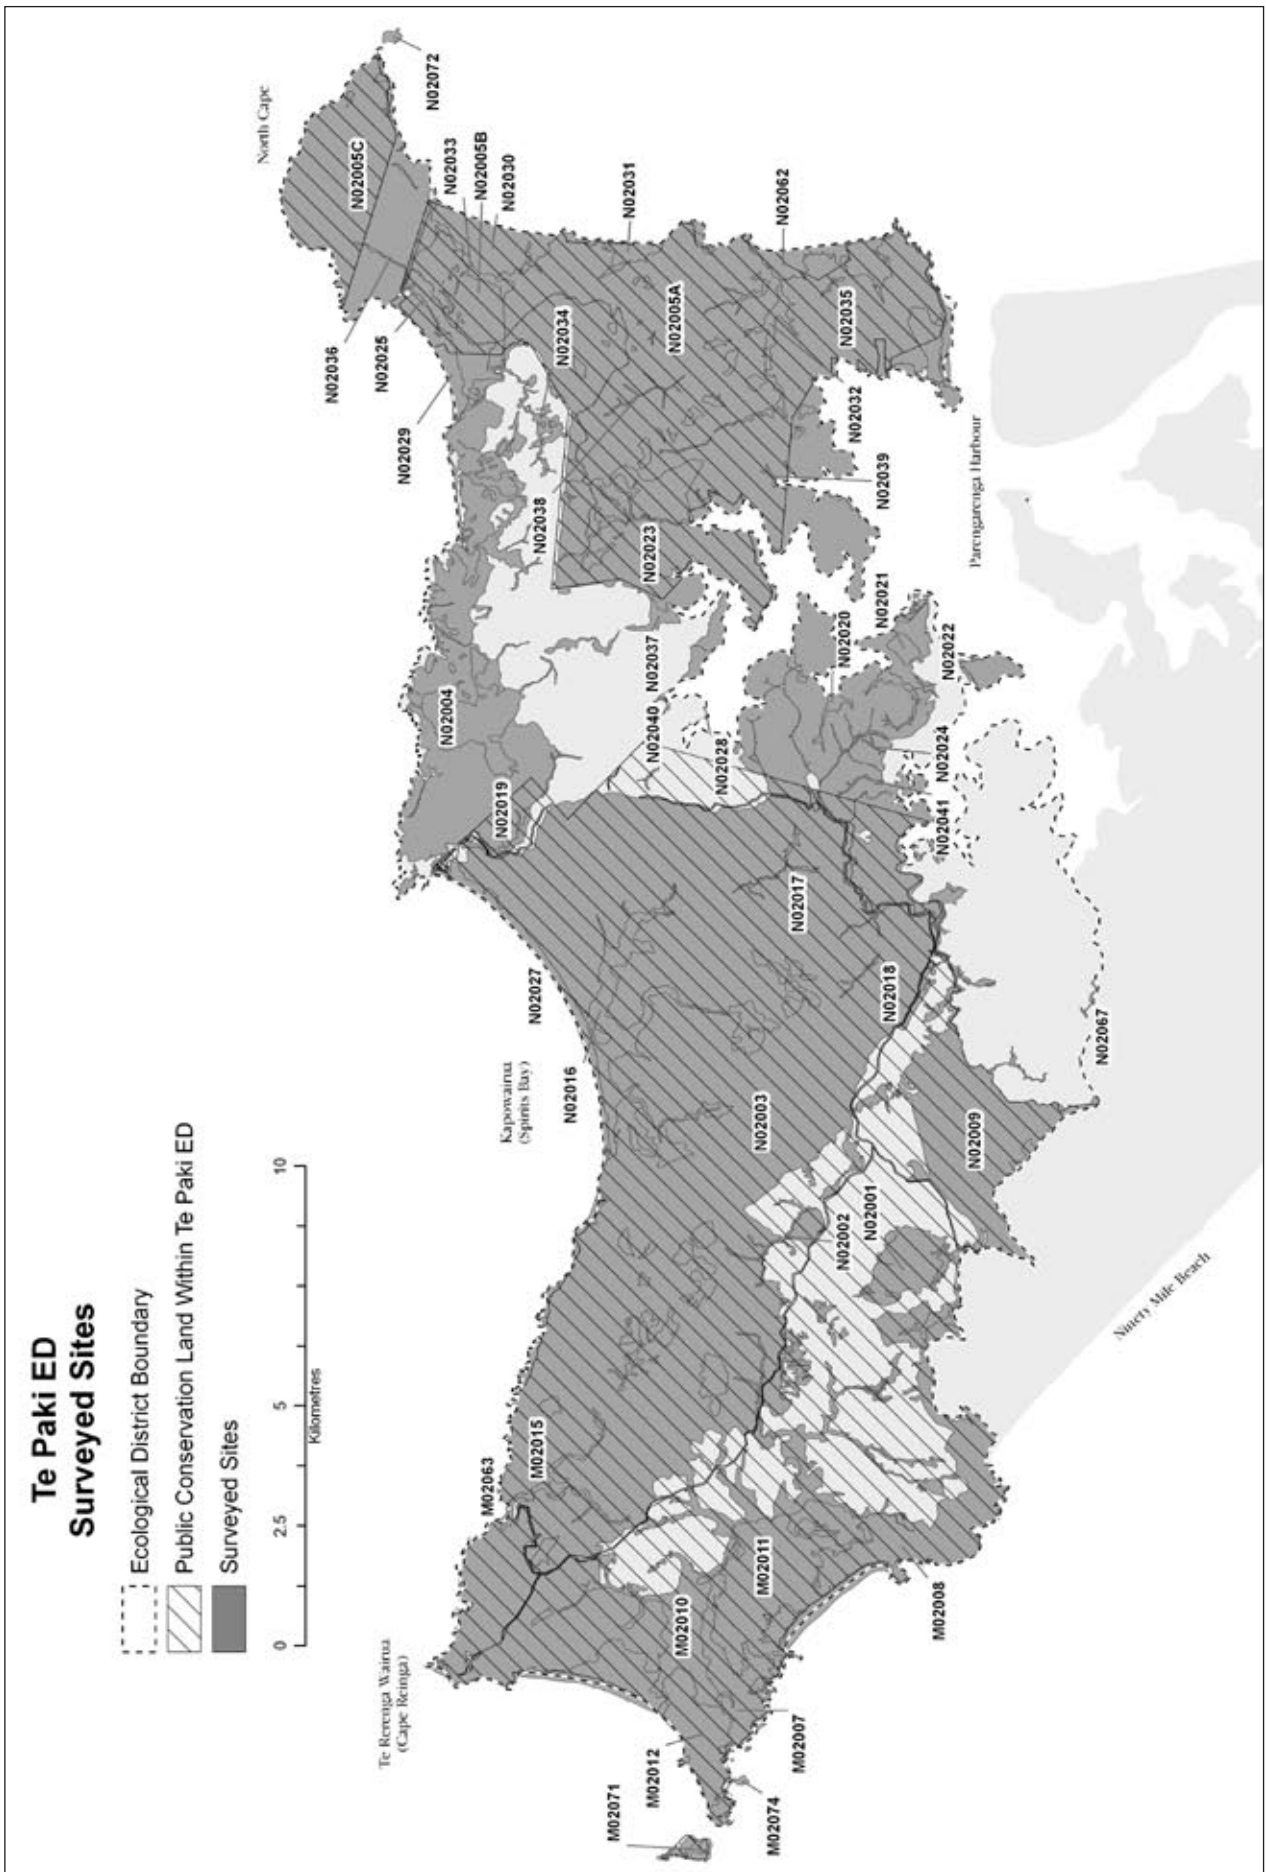 Te Paki ED
Surveyed Sites
Ecological District Boundary
Public Conservation Land Within Te Paki ED
Surveyed Sites
0
2.5
5
10
Kilometres
Te Rerenga Wairua
(Cape Reinga)
M02063
M02015
Kapowairua
(Spirits Bay)
N02016
N02027
N02019
N02004
N02029
N02036
N02025
North Cape
N02005C
N02072
N02033
N02005B
N02030
N02031
N02062
N02034
N02005A
N02035
N02032
N02039
N02038
N02023
N02037
N02040
N02028
N02020
N02021
N02022
N02024
N02041
Parengarenga Harbour
N02017
N02018
N02003
N02067
N02009
N02001
N02002
Ninety Mile Beach
M02011
M02010
M02008
M02007
M02012
M02071
M02074